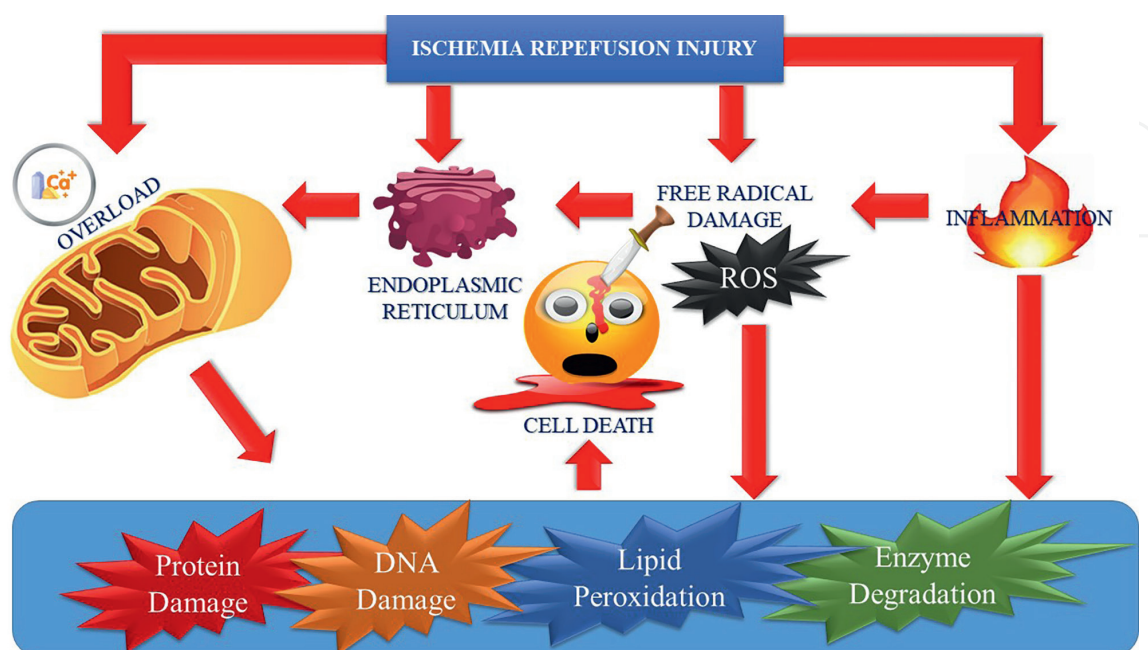 ISCHEMIA REPEFUSION INJURY
Ca++
+
OVERLOAD
ENDOPLASMIC
RETICULUM
FREE RADICAL
DAMAGE
ROS
INFLAMMATION
CELL DEATH
Protein
Damage
DNA
Damage
Lipid
Peroxidation
Enzyme
Degradation